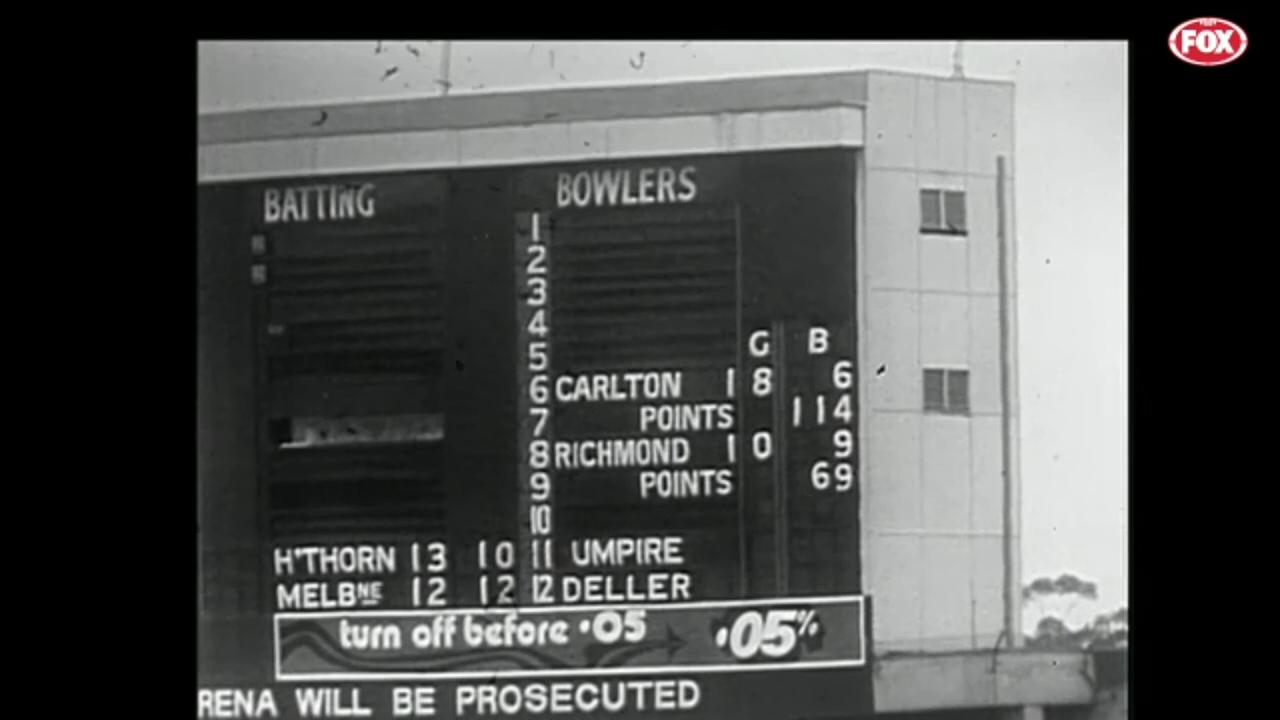 FOX
BATTING
BOWLERS
1
2
3
4
5
G B
6 CARLTON 18 6
7 POINTS 114
8 RICHMOND 10 9
9 POINTS 69
10
H'THORN 13 10 11 UMPIRE
MELBNE 12 12 12 DELLER
turn off before .05 .05%
RENA WILL BE PROSECUTED